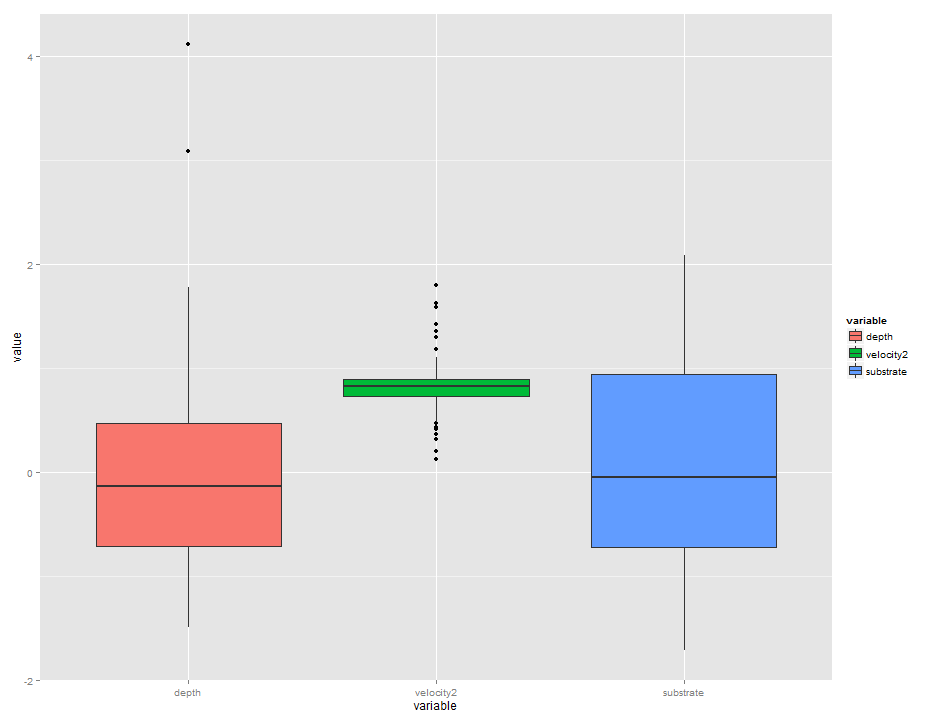 4
2
0
-2
value
depth
velocity2
substrate
variable
variable
depth
velocity2
substrate